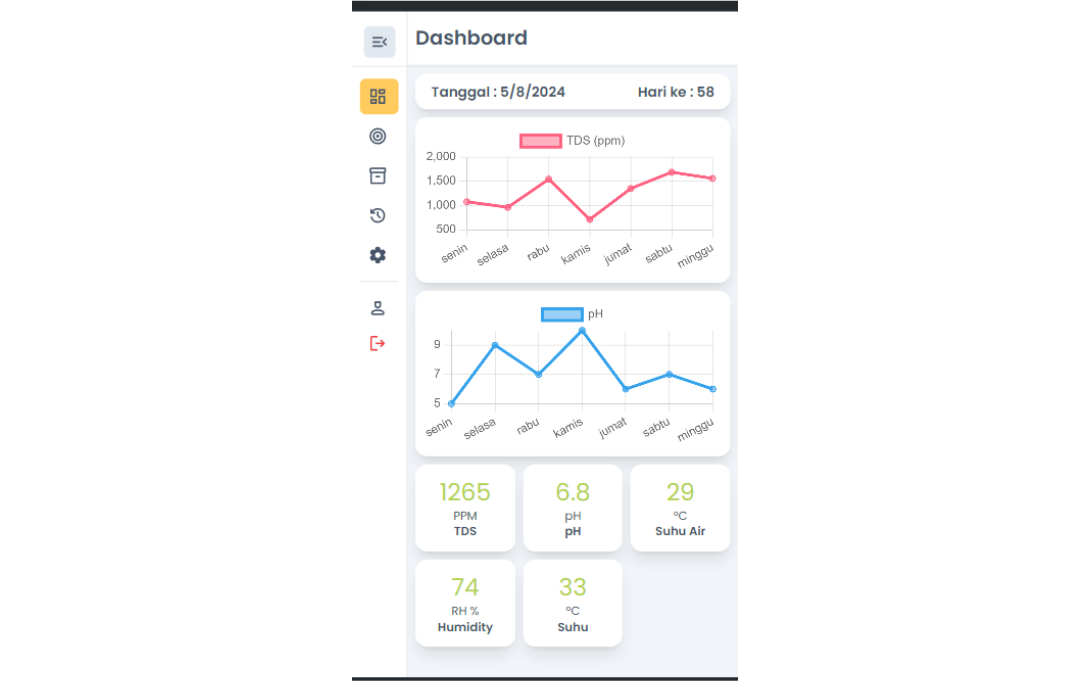 Dashboard
Tanggal : 5/8/2024 Hari ke : 58
TDS (ppm)
2,000
1,500
1,000
500
senin selasa rabu kamis jumat sabtu minggu
pH
9
7
5
senin selasa rabu kamis jumat sabtu minggu
1265 6.8 29
PPM pH °C
TDS pH Suhu Air
74 33
RH % °C
Humidity Suhu